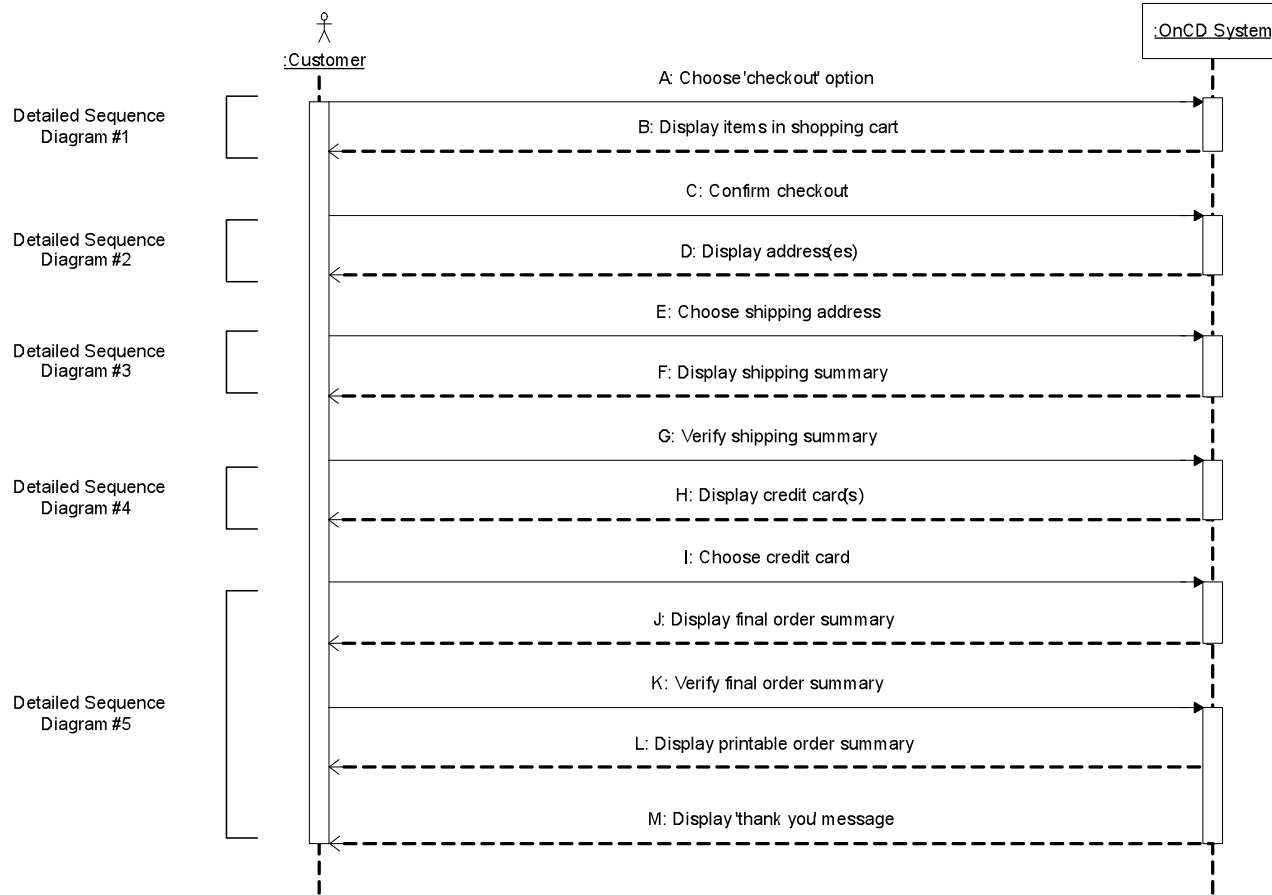 :OnCD System
:Customer
A: Choose 'checkout' option
Detailed Sequence
Diagram #1
B: Display items in shopping cart
C: Confirm checkout
Detailed Sequence
Diagram #2
D: Display address(es)
E: Choose shipping address
Detailed Sequence
Diagram #3
F: Display shipping summary
G: Verify shipping summary
Detailed Sequence
Diagram #4
H: Display credit card(s)
I: Choose credit card
J: Display final order summary
K: Verify final order summary
Detailed Sequence
Diagram #5
L: Display printable order summary
M: Display 'thank you' message